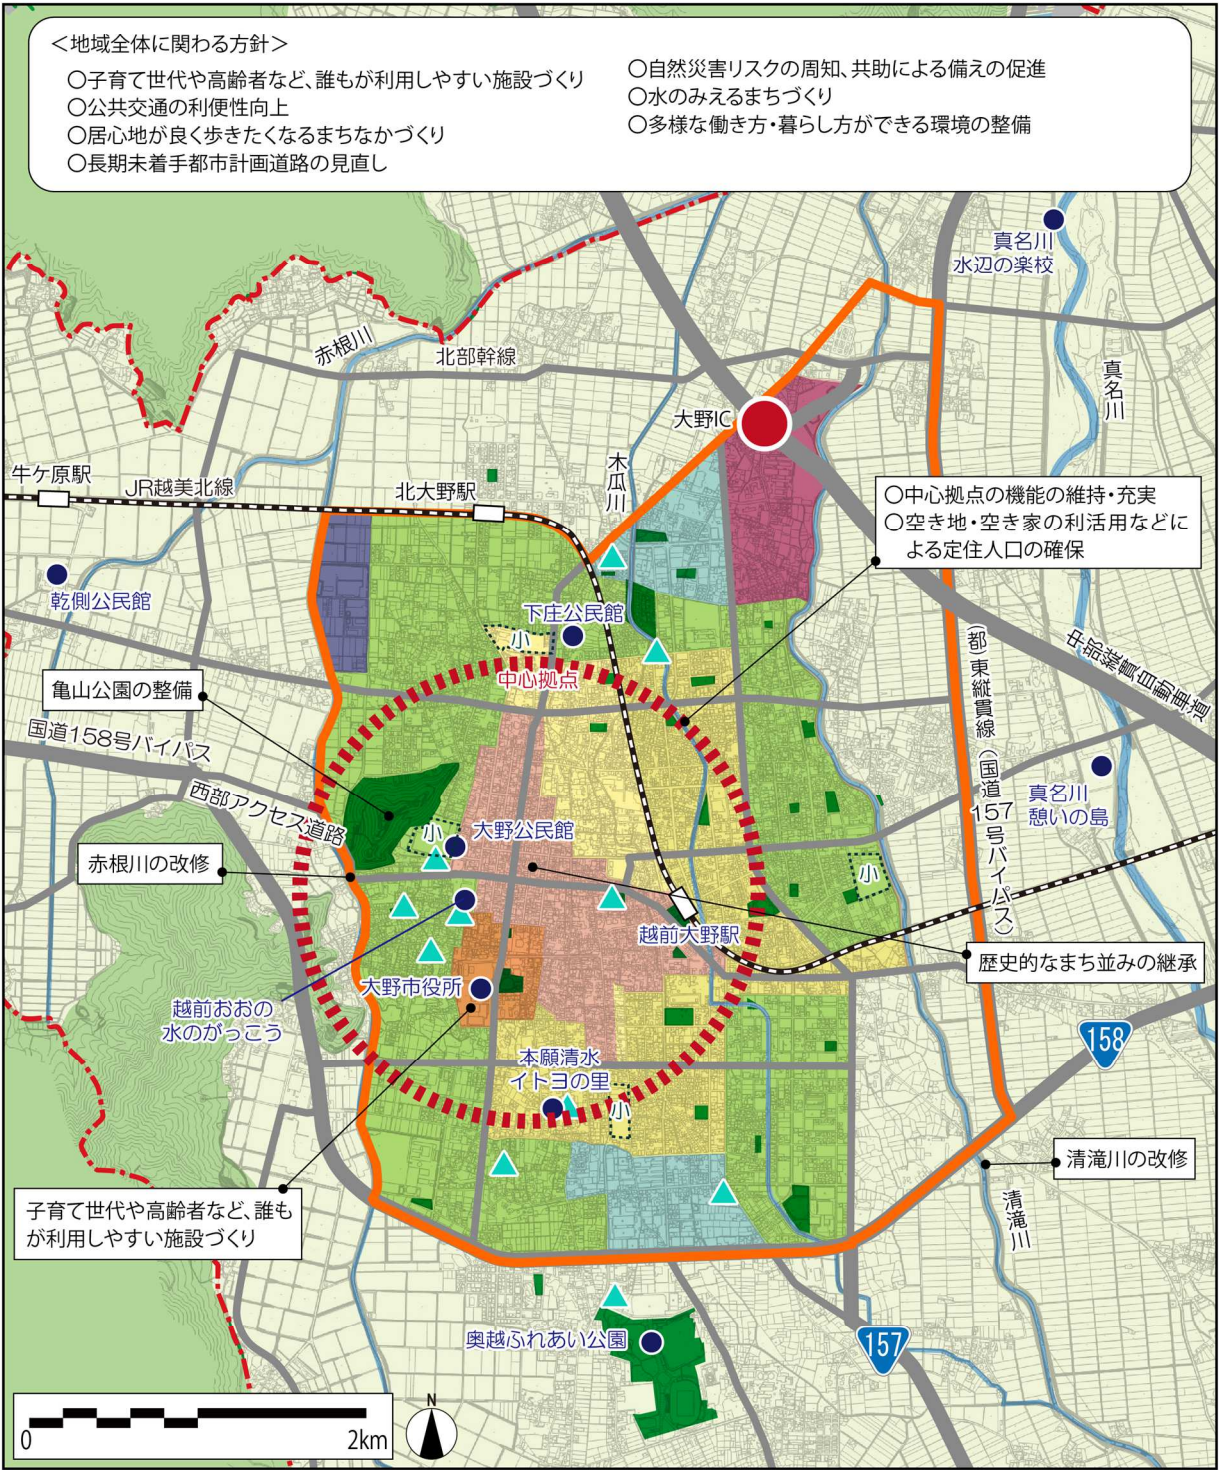 ＜地域全体に関わる方針＞
○子育て世代や高齢者など、誰もが利用しやすい施設づくり
○公共交通の利便性向上
○居心地が良く歩きたくなるまちなかづくり
○長期未着手都市計画道路の見直し
○自然災害リスクの周知、共助による備えの促進
○水のみえるまちづくり
○多様な働き方・暮らし方ができる環境の整備
真名川
水辺の楽校
赤根川
北部幹線
真名川
大野IC
牛ケ原駅
JR越美北線
北大野駅
木瓜川
○中心拠点の機能の維持・充実
○空き地・空き家の利活用などに
よる定住人口の確保
乾側公民館
下庄公民館
小
中心拠点
(都)東縦貫線(国道157号バイパス)
中部縦貫自動車道
亀山公園の整備
国道158号バイパス
西部アクセス道路
真名川
憩いの島
小
大野公民館
赤根川の改修
小
越前大野駅
歴史的なまち並みの継承
大野市役所
越前おおの
水のがっこう
158
本願清水
イトヨの里
小
清滝川の改修
子育て世代や高齢者など、誰も
が利用しやすい施設づくり
清滝川
奥越ふれあい公園
157
0
2km
N